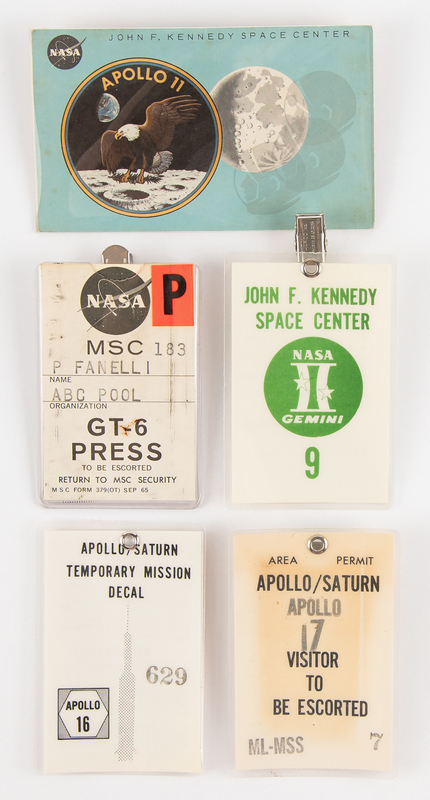 JOHN F. KENNEDY SPACE CENTER
NASA
APOLLO 11
NASA
P
MSC 183
P FANELLI
NAME
ABC POOL
ORGANIZATION
GT-6
PRESS
TO BE ESCORTED
RETURN TO MSC SECURITY
MSC FORM 379(OT) SEP 65
JOHN F. KENNEDY
SPACE CENTER
NASA
II
GEMINI
9
APOLLO/SATURN
TEMPORARY MISSION
DECAL
629
APOLLO
16
AREA PERMIT
APOLLO/SATURN
APOLLO
17
VISITOR
TO
BE ESCORTED
ML-MSS